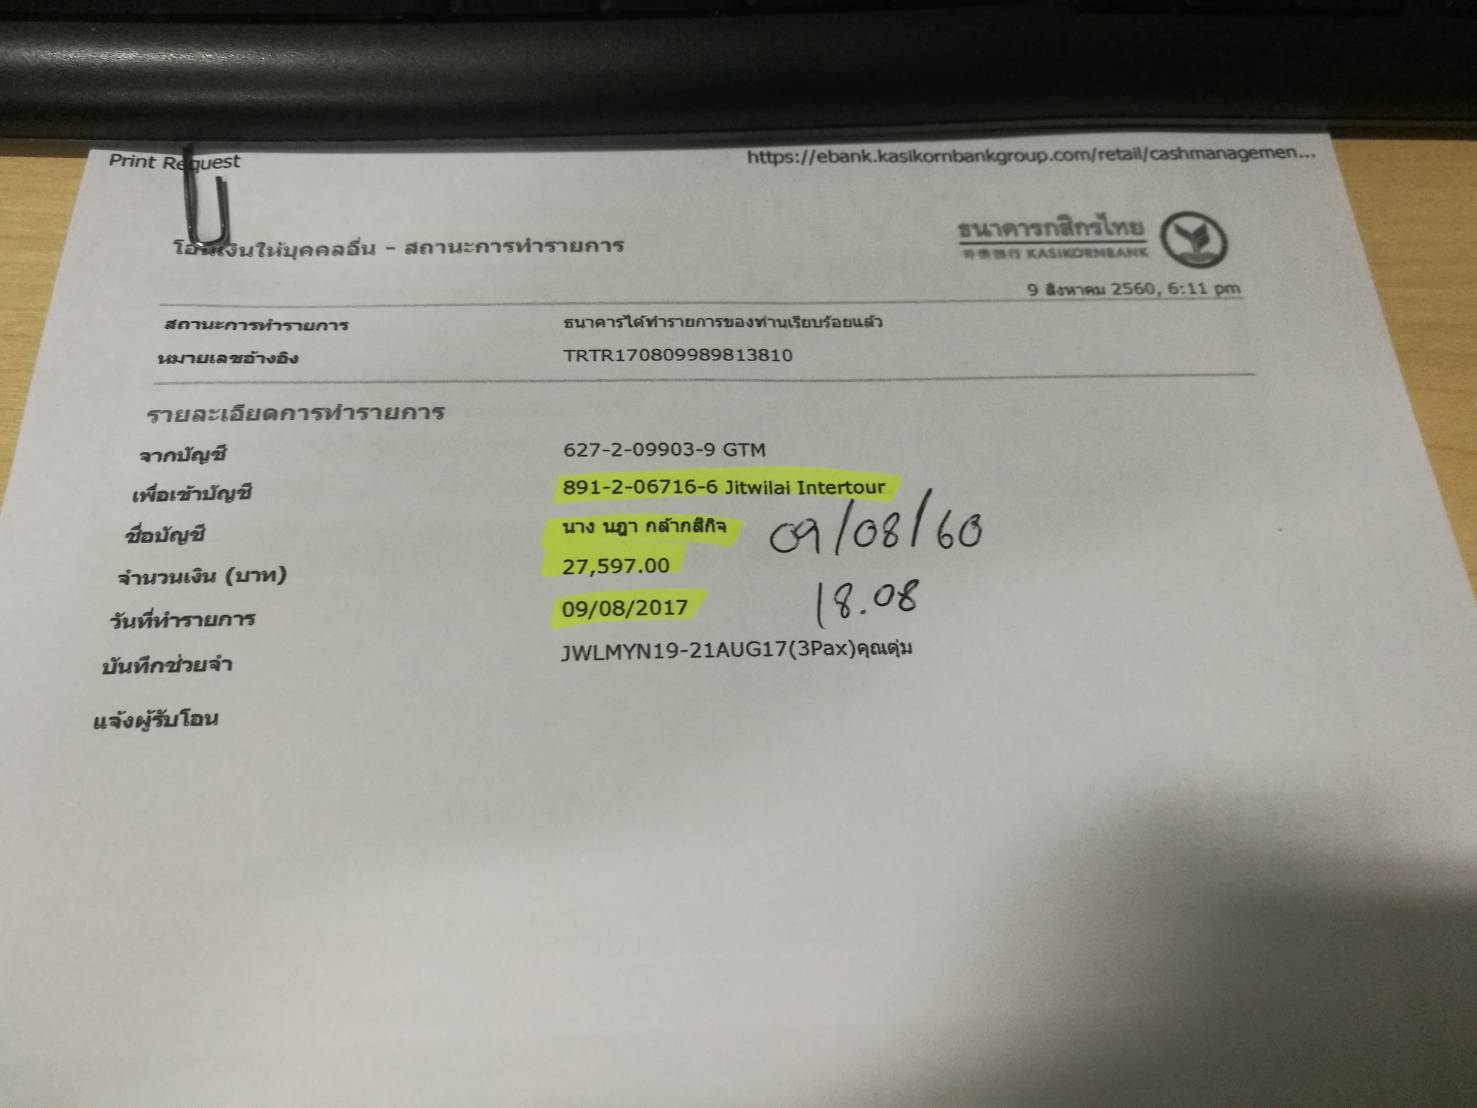 Print Request
https://ebank.kasikornbankgroup.com/retail/cashmanagemen...
โอนเงินให้บุคคลอื่น - สถานะการทำรายการ
ธนาคารกสิกรไทย
开泰银行 KASIKORNBANK
9 สิงหาคม 2560, 6:11 pm
สถานะการทำรายการ ธนาคารได้ทำรายการของท่านเรียบร้อยแล้ว
หมายเลขอ้างอิง TRTR170809989813810
รายละเอียดการทำรายการ
จากบัญชี 627-2-09903-9 GTM
เพื่อเข้าบัญชี 891-2-06716-6 Jitwilai Intertour
ชื่อบัญชี นาง นฎา กล้ากสิกิจ 09/08/60
จำนวนเงิน (บาท) 27,597.00
วันที่ทำรายการ 09/08/2017 18.08
บันทึกช่วยจำ JWLMYN19-21AUG17(3Pax)คุณตุ่ม
แจ้งผู้รับโอน